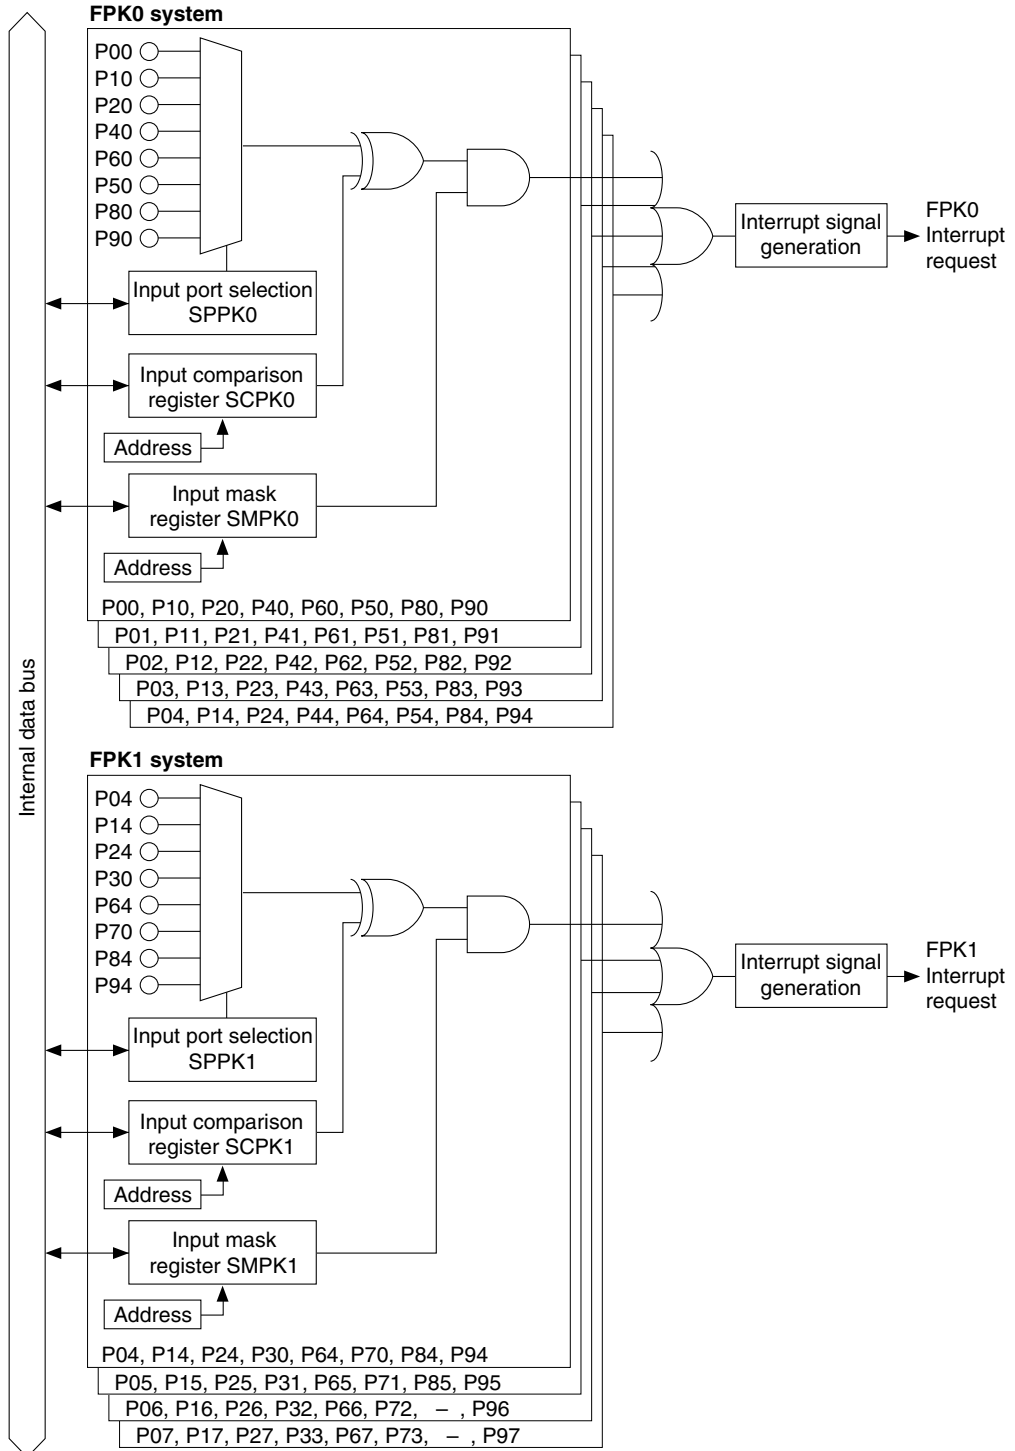 FPK0 system
P00
P10
P20
P40
P60
P50
P80
P90
Input port selection
SPPK0
Input comparison
register SCPK0
Address
Input mask
register SMPK0
Address
Interrupt signal
generation
FPK0
Interrupt
request
P00, P10, P20, P40, P60, P50, P80, P90
P01, P11, P21, P41, P61, P51, P81, P91
P02, P12, P22, P42, P62, P52, P82, P92
P03, P13, P23, P43, P63, P53, P83, P93
P04, P14, P24, P44, P64, P54, P84, P94
Internal data bus
FPK1 system
P04
P14
P24
P30
P64
P70
P84
P94
Input port selection
SPPK1
Input comparison
register SCPK1
Address
Input mask
register SMPK1
Address
Interrupt signal
generation
FPK1
Interrupt
request
P04, P14, P24, P30, P64, P70, P84, P94
P05, P15, P25, P31, P65, P71, P85, P95
P06, P16, P26, P32, P66, P72, – , P96
P07, P17, P27, P33, P67, P73, – , P97